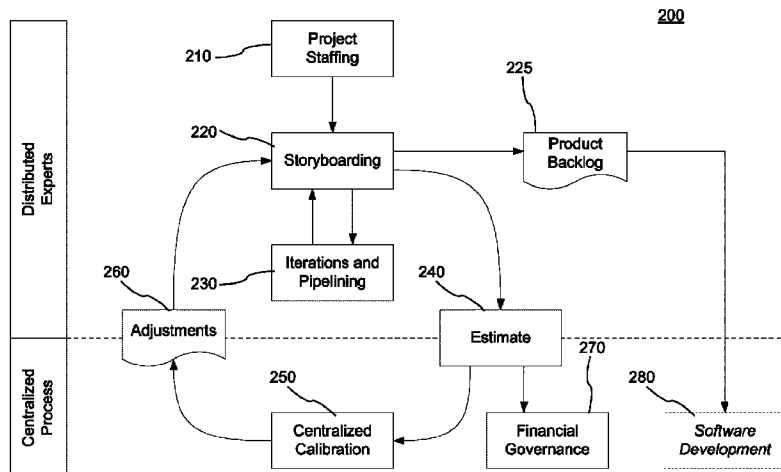 200
210
Project
Staffing
220
Storyboarding
225
Product
Backlog
Distributed
Experts
230
Iterations and
Pipelining
260
Adjustments
240
Estimate
270
Centralized
Process
250
Centralized
Calibration
Financial
Governance
280
Software
Development